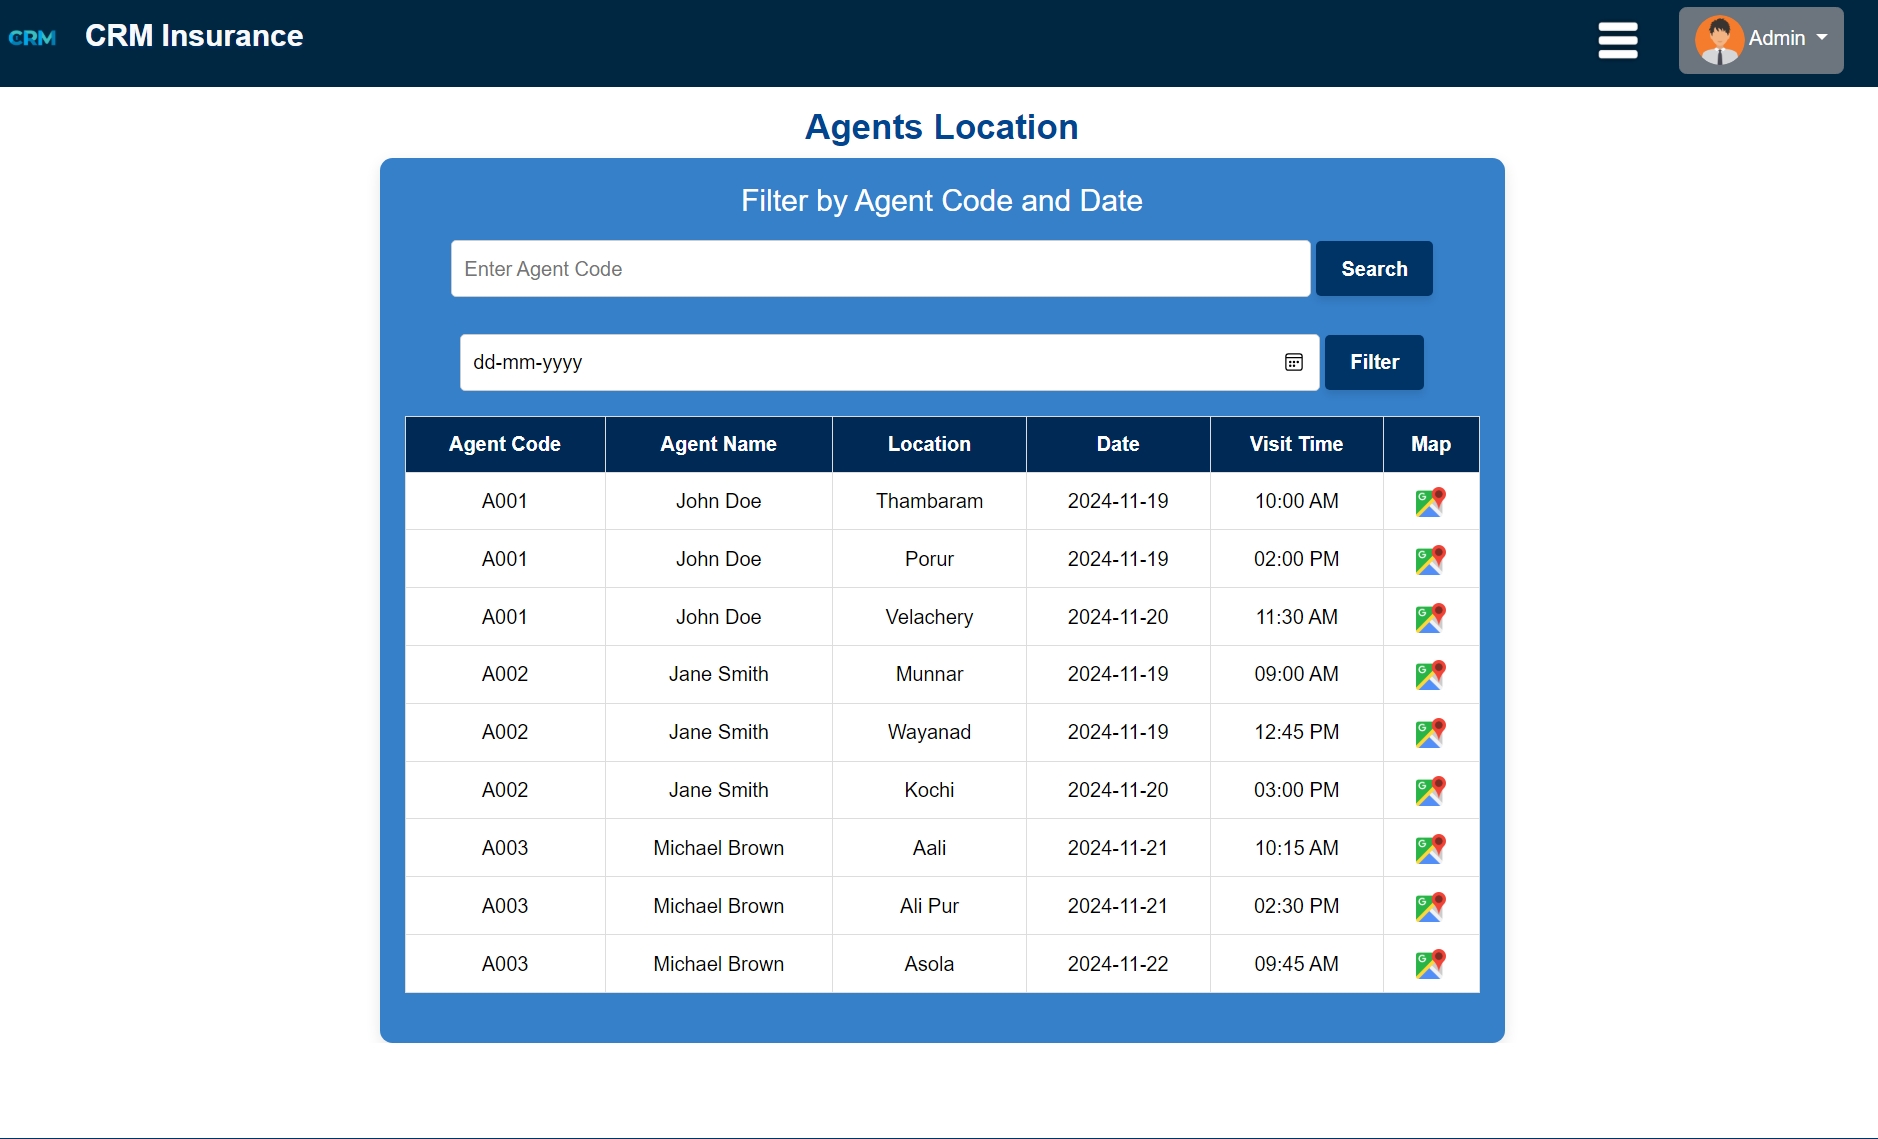 CRM CRM Insurance Admin
Agents Location
Filter by Agent Code and Date
Enter Agent Code Search
dd-mm-yyyy Filter
Agent Code Agent Name Location Date Visit Time Map
A001 John Doe Thambaram 2024-11-19 10:00 AM G
A001 John Doe Porur 2024-11-19 02:00 PM G
A001 John Doe Velachery 2024-11-20 11:30 AM G
A002 Jane Smith Munnar 2024-11-19 09:00 AM G
A002 Jane Smith Wayanad 2024-11-19 12:45 PM G
A002 Jane Smith Kochi 2024-11-20 03:00 PM G
A003 Michael Brown Aali 2024-11-21 10:15 AM G
A003 Michael Brown Ali Pur 2024-11-21 02:30 PM G
A003 Michael Brown Asola 2024-11-22 09:45 AM G